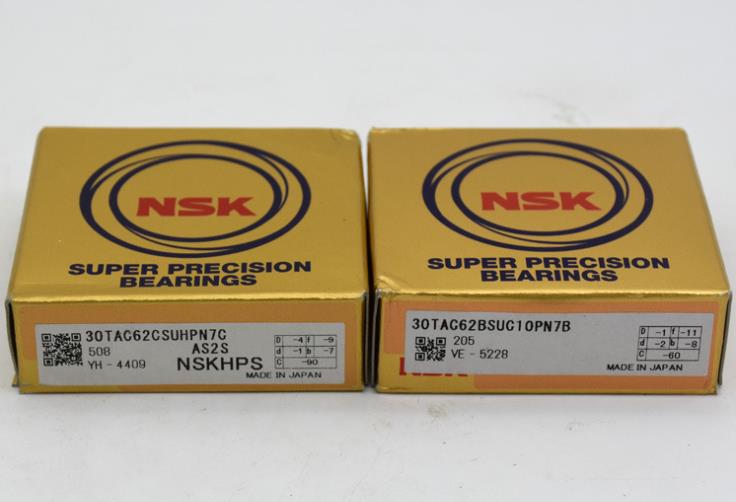 NSK
SUPER PRECISION
BEARINGS
30TAC62CSUHPN7C
508 AS2S
YH-4409 NSKHPS
D -4 f -9
d -1 b -7
C -90
MADE IN JAPAN
NSK
SUPER PRECISION
BEARINGS
30TAC62BSUC10PN7B
205
VE-5228
D -1 f -11
d -2 b -8
C -60
MADE IN JAPAN
NSK